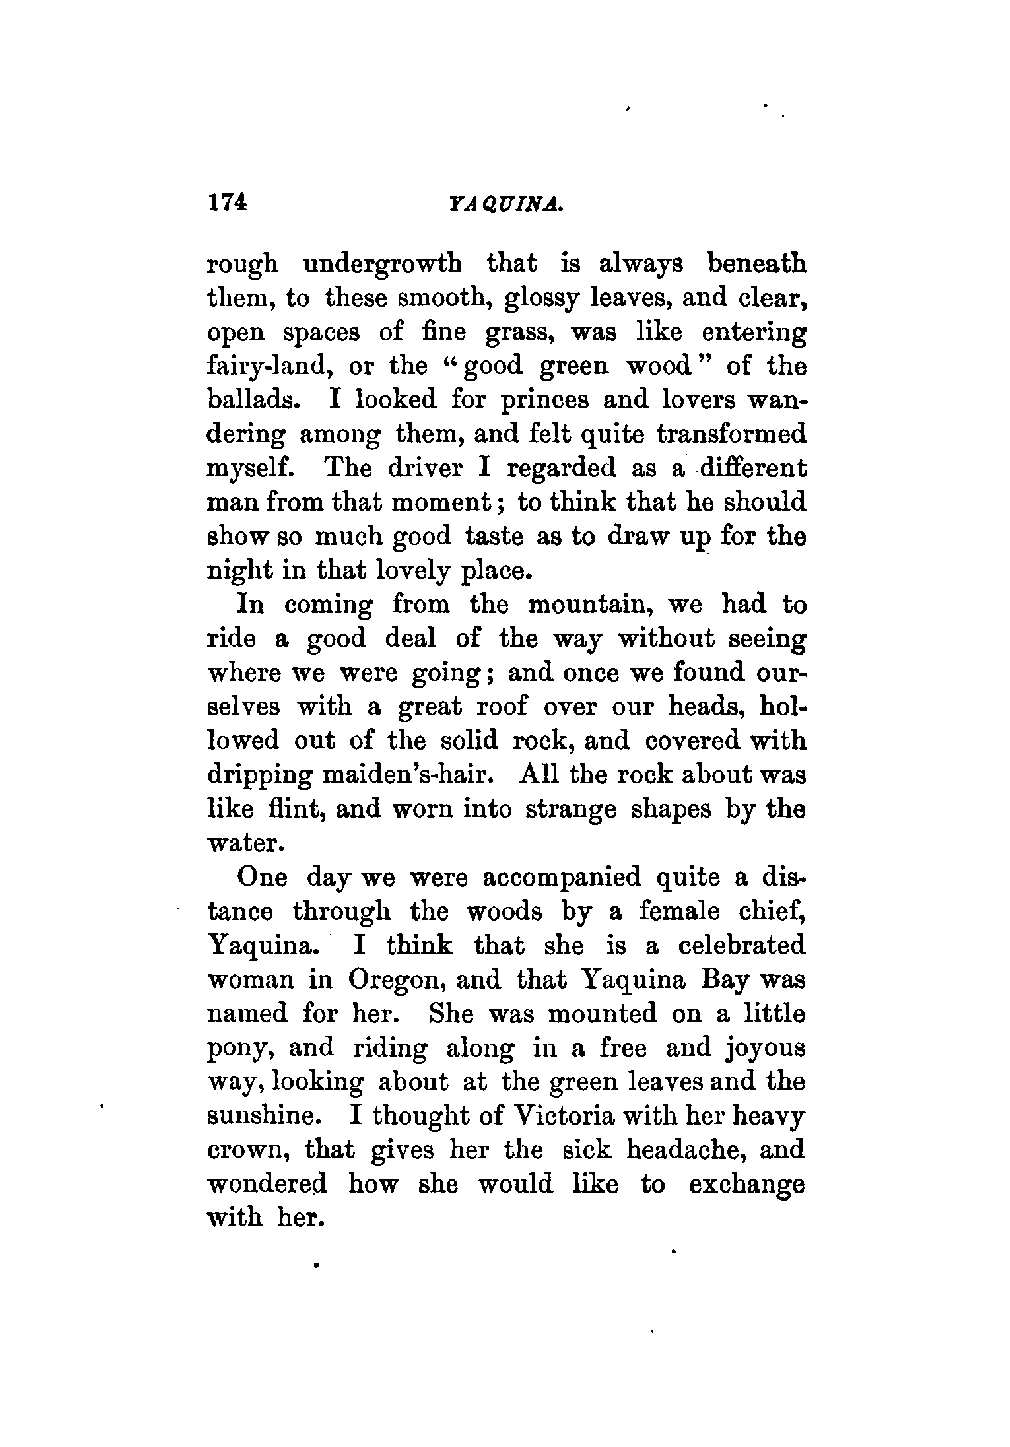 174 YAQUINA.
rough undergrowth that is always beneath
them, to these smooth, glossy leaves, and clear,
open spaces of fine grass, was like entering
fairy-land, or the “good green wood” of the
ballads. I looked for princes and lovers wan-
dering among them, and felt quite transformed
myself. The driver I regarded as a different
man from that moment; to think that he should
show so much good taste as to draw up for the
night in that lovely place.
In coming from the mountain, we had to
ride a good deal of the way without seeing
where we were going; and once we found our-
selves with a great roof over our heads, hol-
lowed out of the solid rock, and covered with
dripping maiden's-hair. All the rock about was
like flint, and worn into strange shapes by the
water.
One day we were accompanied quite a dis-
tance through the woods by a female chief,
Yaquina. I think that she is a celebrated
woman in Oregon, and that Yaquina Bay was
named for her. She was mounted on a little
pony, and riding along in a free and joyous
way, looking about at the green leaves and the
sunshine. I thought of Victoria with her heavy
crown, that gives her the sick headache, and
wondered how she would like to exchange
with her.